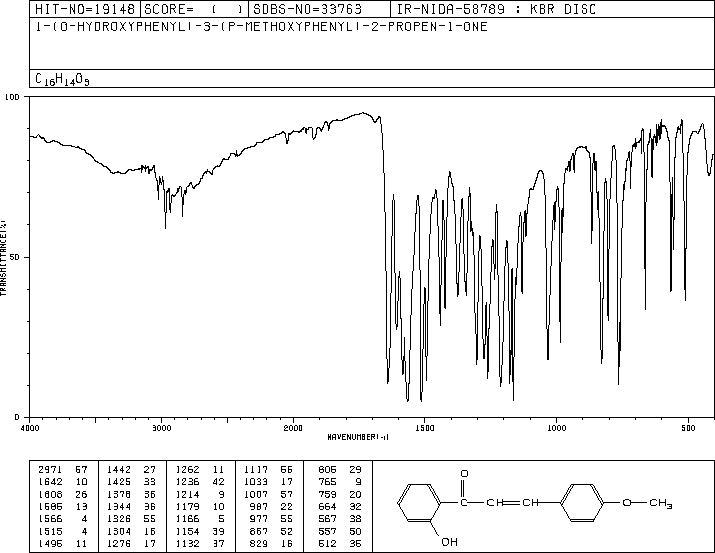 HIT-NO=19148 SCORE= ( ) SDBS-NO=33763 IR-NIDA-58789 : KBR DISC
1-(O-HYDROXYPHENYL)-3-(P-METHOXYPHENYL)-2-PROPEN-1-ONE
C16H14O3
100
50
0
TRANSMITTANCE(%)
4000 3000 2000 1500 1000 500
WAVENUMBER(-1)
2971 57 1442 27 1262 11 1117 55 806 29
1642 10 1425 33 1236 42 1033 17 765 9
1608 26 1378 36 1214 9 1007 57 759 20
1585 13 1344 36 1179 10 987 22 664 32
1566 4 1326 55 1166 5 977 55 567 38
1515 4 1304 16 1154 39 867 52 557 50
1495 11 1276 17 1132 37 829 16 512 35
O
C CH=CH O CH3
OH